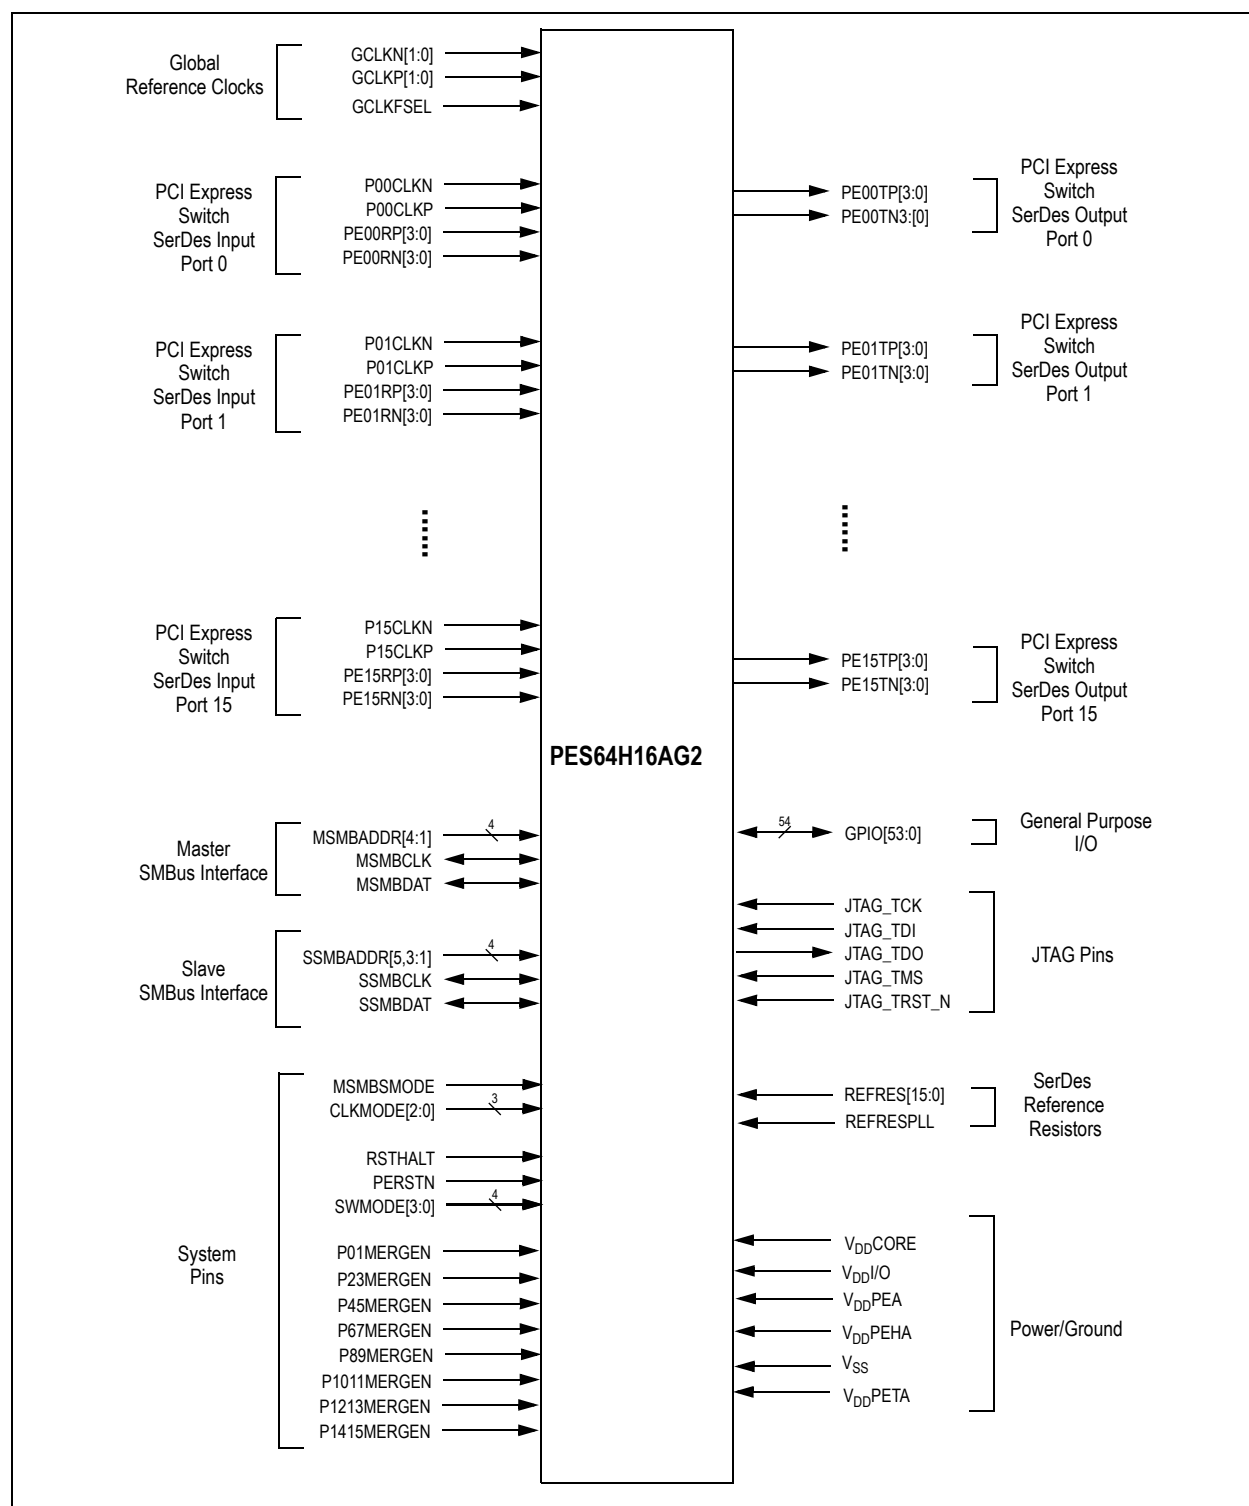 Global
Reference Clocks
GCLKN[1:0]
GCLKP[1:0]
GCLKFSEL
PCI Express
Switch
SerDes Input
Port 0
P00CLKN
P00CLKP
PE00RP[3:0]
PE00RN[3:0]
PE00TP[3:0]
PE00TN3:[0]
PCI Express
Switch
SerDes Output
Port 0
PCI Express
Switch
SerDes Input
Port 1
P01CLKN
P01CLKP
PE01RP[3:0]
PE01RN[3:0]
PE01TP[3:0]
PE01TN[3:0]
PCI Express
Switch
SerDes Output
Port 1
PCI Express
Switch
SerDes Input
Port 15
P15CLKN
P15CLKP
PE15RP[3:0]
PE15RN[3:0]
PE15TP[3:0]
PE15TN[3:0]
PCI Express
Switch
SerDes Output
Port 15
PES64H16AG2
Master
SMBus Interface
MSMBADDR[4:1]
4
MSMBCLK
MSMBDAT
54
GPIO[53:0]
General Purpose
I/O
Slave
SMBus Interface
SSMBADDR[5,3:1]
4
SSMBCLK
SSMBDAT
JTAG_TCK
JTAG_TDI
JTAG_TDO
JTAG_TMS
JTAG_TRST_N
JTAG Pins
System
Pins
MSMBSMODE
CLKMODE[2:0]
3
RSTHALT
PERSTN
SWMODE[3:0]
4
P01MERGEN
P23MERGEN
P45MERGEN
P67MERGEN
P89MERGEN
P1011MERGEN
P1213MERGEN
P1415MERGEN
REFRES[15:0]
REFRESPLL
SerDes
Reference
Resistors
VDDCORE
VDDI/O
VDDPEA
VDDPEHA
VSS
VDDPETA
Power/Ground